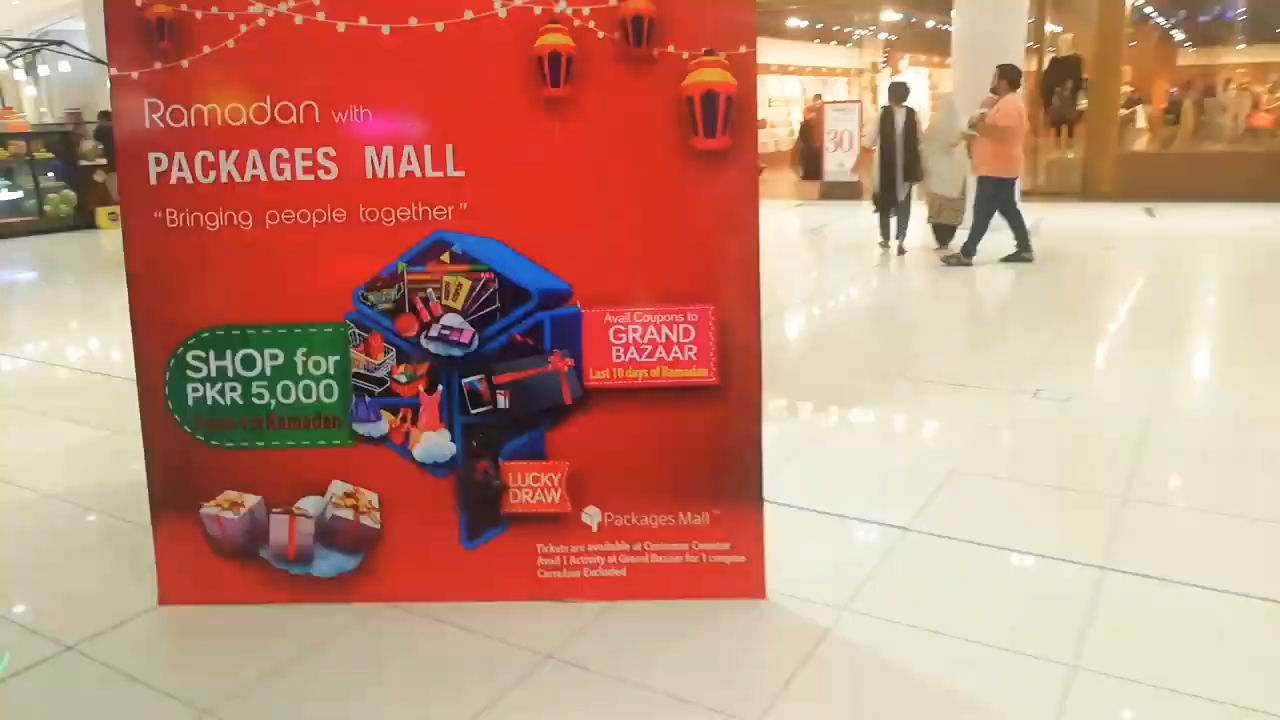 Ramadan with
PACKAGES MALL
“Bringing people together”
SHOP for
PKR 5,000
Ramadan
Avail Coupons to
GRAND
BAZAAR
Last 10 days of Ramadan
LUCKY
DRAW
Packages Mall
Tickets are available at Customer Counter
Avail 1 Activity at Grand Bazaar for 1 coupon
Carrefour Excluded
30